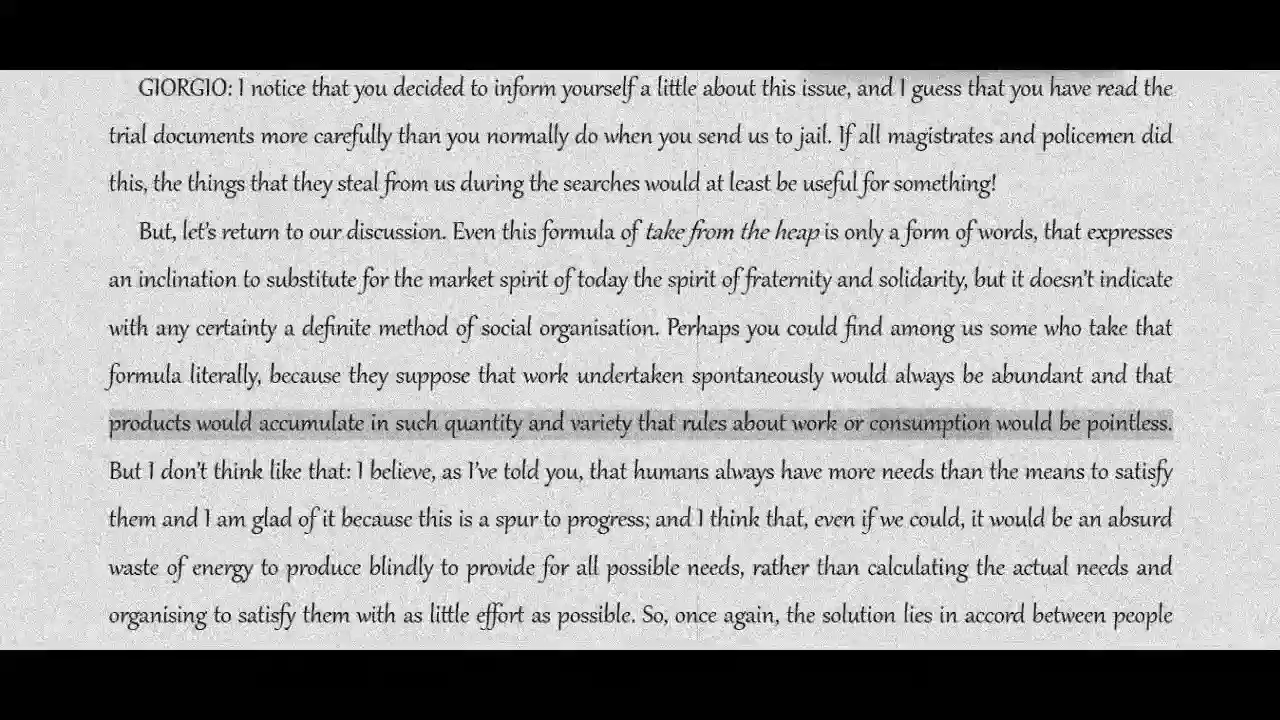 GIORGIO: I notice that you decided to inform yourself a little about this issue, and I guess that you have read the
trial documents more carefully than you normally do when you send us to jail. If all magistrates and policemen did
this, the things that they steal from us during the searches would at least be useful for something!
But, let's return to our discussion. Even this formula of take from the heap is only a form of words, that expresses
an inclination to substitute for the market spirit of today the spirit of fraternity and solidarity, but it doesn't indicate
with any certainty a definite method of social organisation. Perhaps you could find among us some who take that
formula literally, because they suppose that work undertaken spontaneously would always be abundant and that
products would accumulate in such quantity and variety that rules about work or consumption would be pointless.
But I don't think like that: I believe, as I've told you, that humans always have more needs than the means to satisfy
them and I am glad of it because this is a spur to progress; and I think that, even if we could, it would be an absurd
waste of energy to produce blindly to provide for all possible needs, rather than calculating the actual needs and
organising to satisfy them with as little effort as possible. So, once again, the solution lies in accord between people